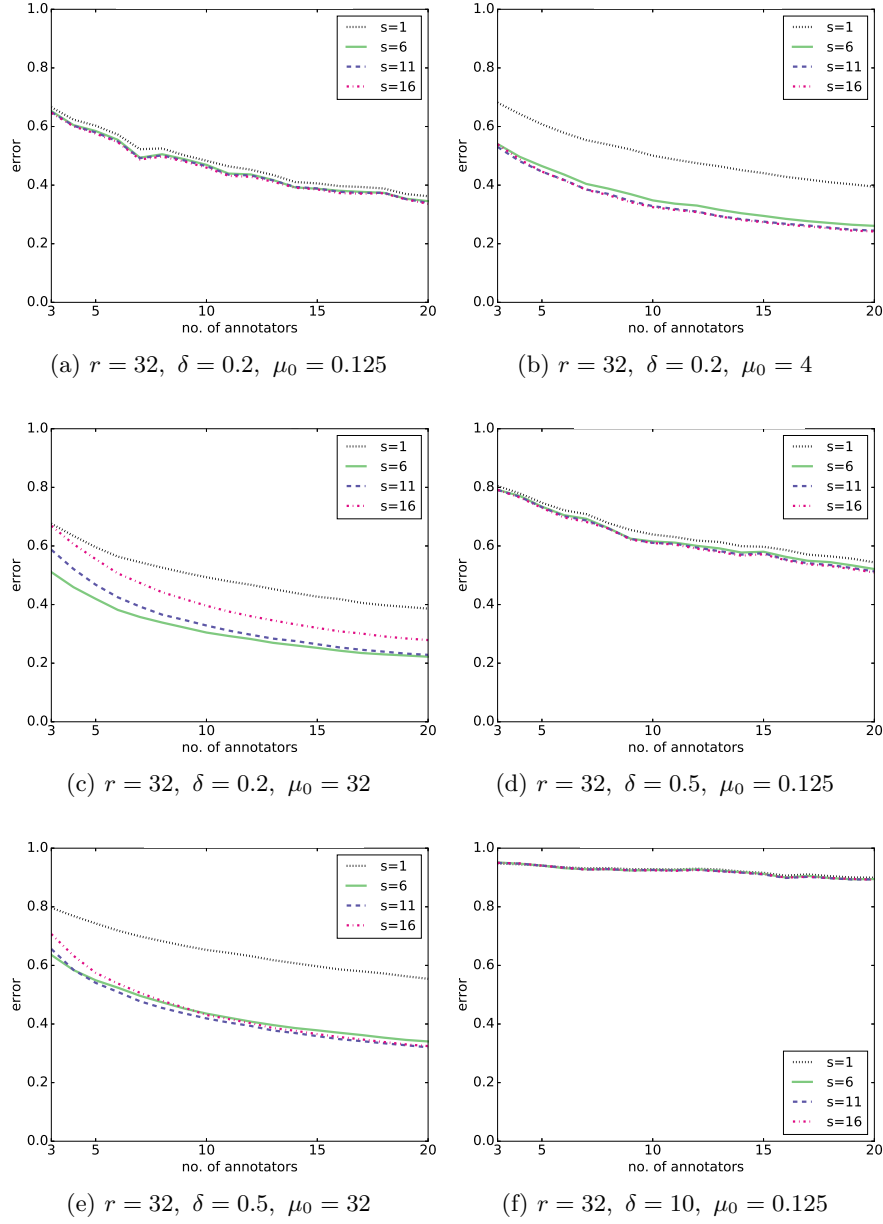 1.0
0.8
0.6
0.4
0.2
0.0
error
3 5 10 15 20
no. of annotators
s=1
s=6
s=11
s=16
(a) r = 32, δ = 0.2, μ₀ = 0.125
1.0
0.8
0.6
0.4
0.2
0.0
error
3 5 10 15 20
no. of annotators
s=1
s=6
s=11
s=16
(b) r = 32, δ = 0.2, μ₀ = 4
1.0
0.8
0.6
0.4
0.2
0.0
error
3 5 10 15 20
no. of annotators
s=1
s=6
s=11
s=16
(c) r = 32, δ = 0.2, μ₀ = 32
1.0
0.8
0.6
0.4
0.2
0.0
error
3 5 10 15 20
no. of annotators
s=1
s=6
s=11
s=16
(d) r = 32, δ = 0.5, μ₀ = 0.125
1.0
0.8
0.6
0.4
0.2
0.0
error
3 5 10 15 20
no. of annotators
s=1
s=6
s=11
s=16
(e) r = 32, δ = 0.5, μ₀ = 32
1.0
0.8
0.6
0.4
0.2
0.0
error
3 5 10 15 20
no. of annotators
s=1
s=6
s=11
s=16
(f) r = 32, δ = 10, μ₀ = 0.125